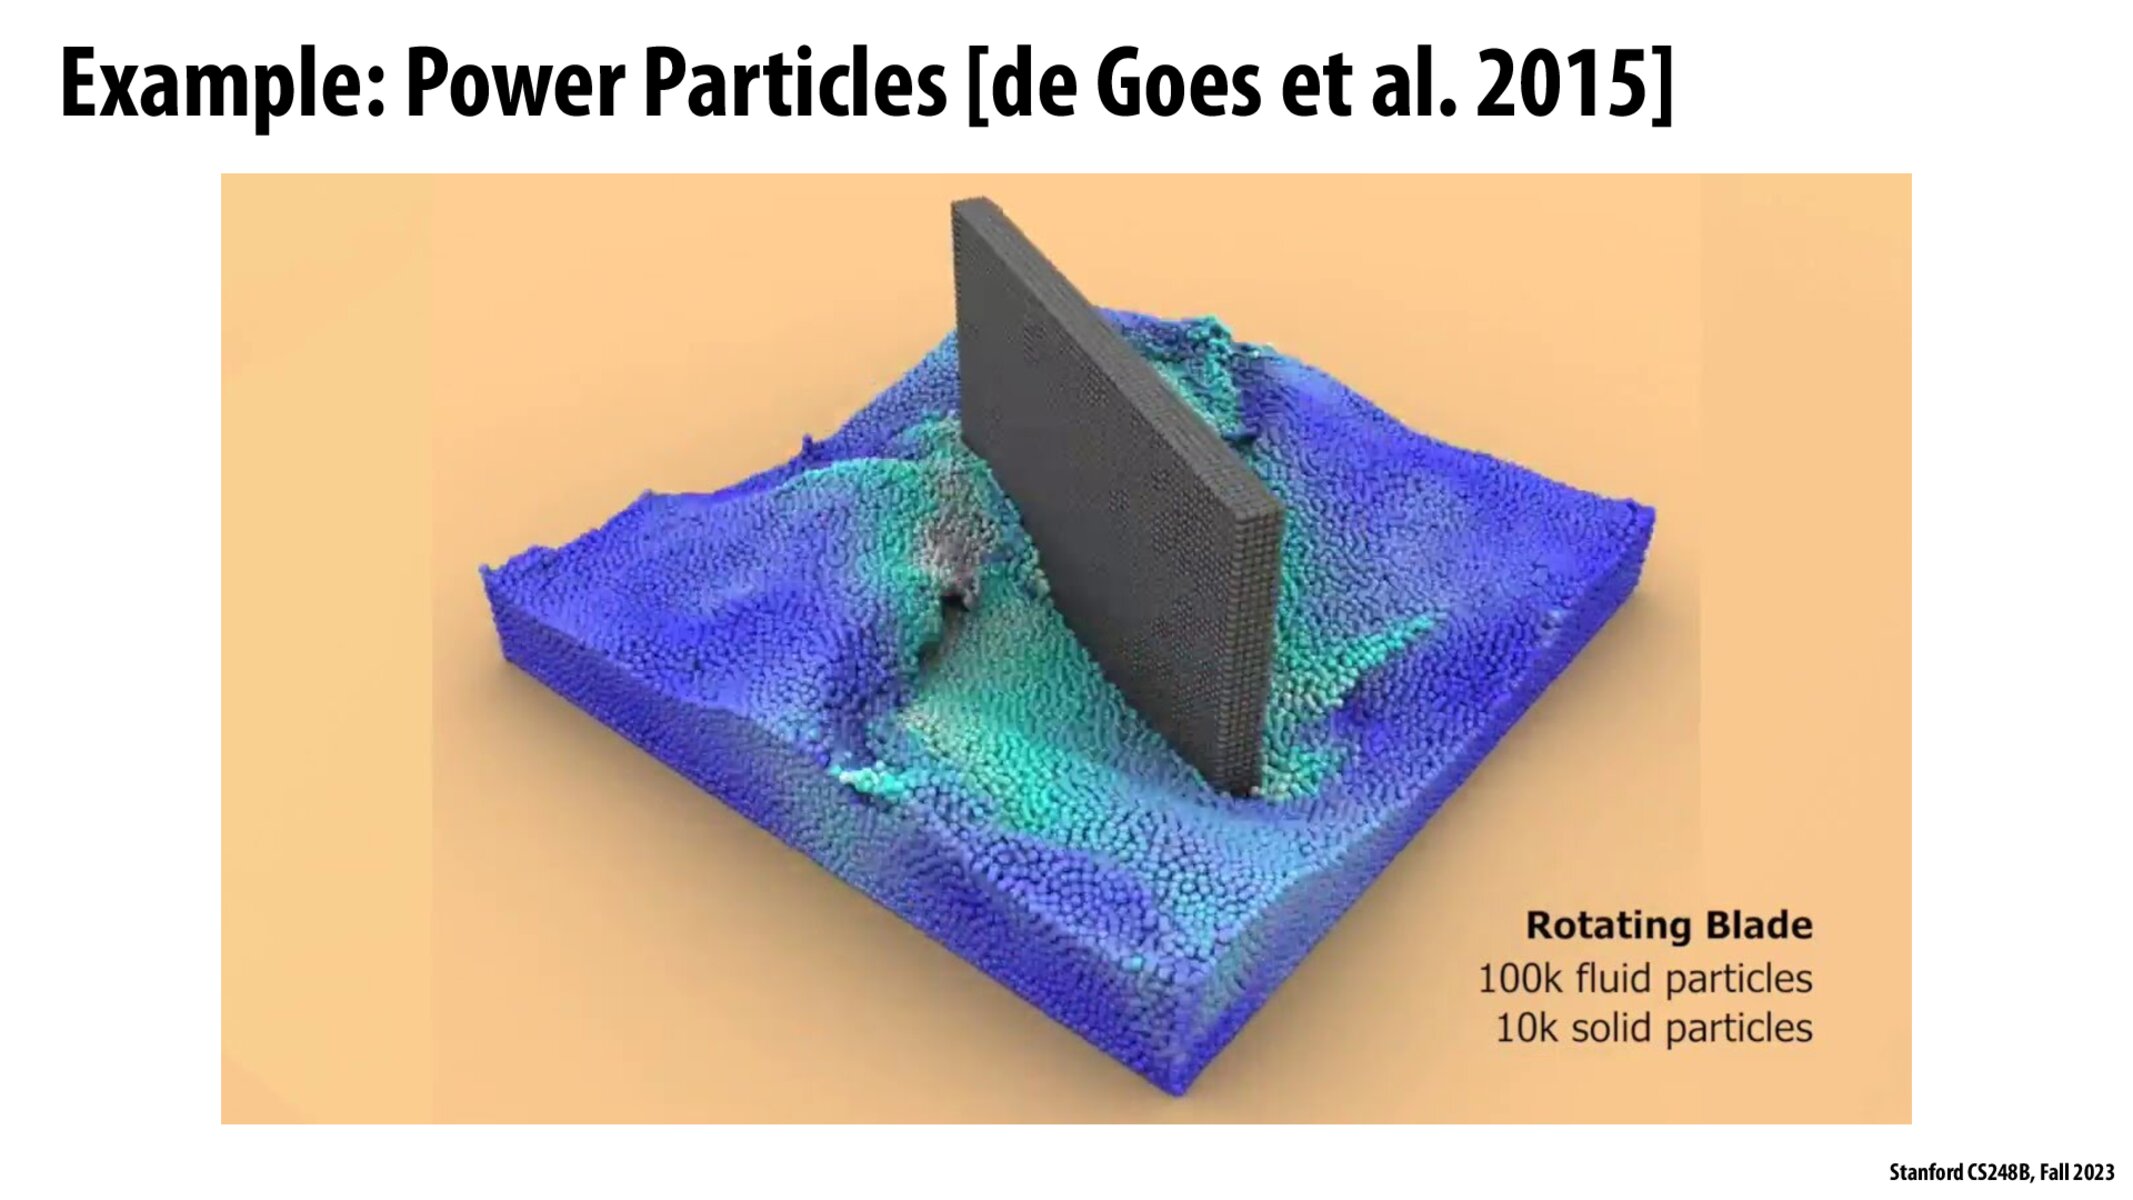 Example: Power Particles [de Goes et al. 2015]
Rotating Blade
100k fluid particles
10k solid particles
Stanford CS248B, Fall 2023